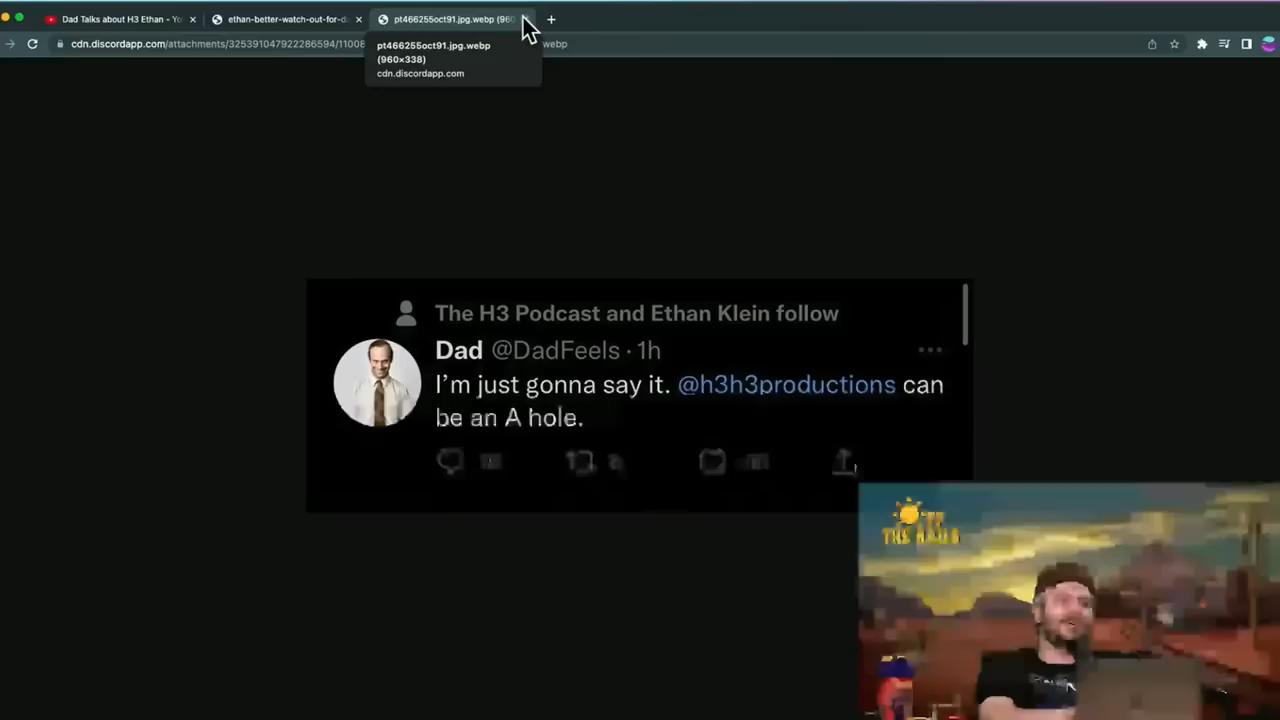 Dad Talks about H3 Ethan - Yo
ethan-better-watch-out-for-d
pt466255oct91.jpg.webp (960
cdn.discordapp.com/attachments/325391047922286594/11008
webp
pt466255oct91.jpg.webp
(960×338)
cdn.discordapp.com
The H3 Podcast and Ethan Klein follow
Dad @DadFeels · 1h
I'm just gonna say it. @h3h3productions can
be an A hole.
THE RAILS